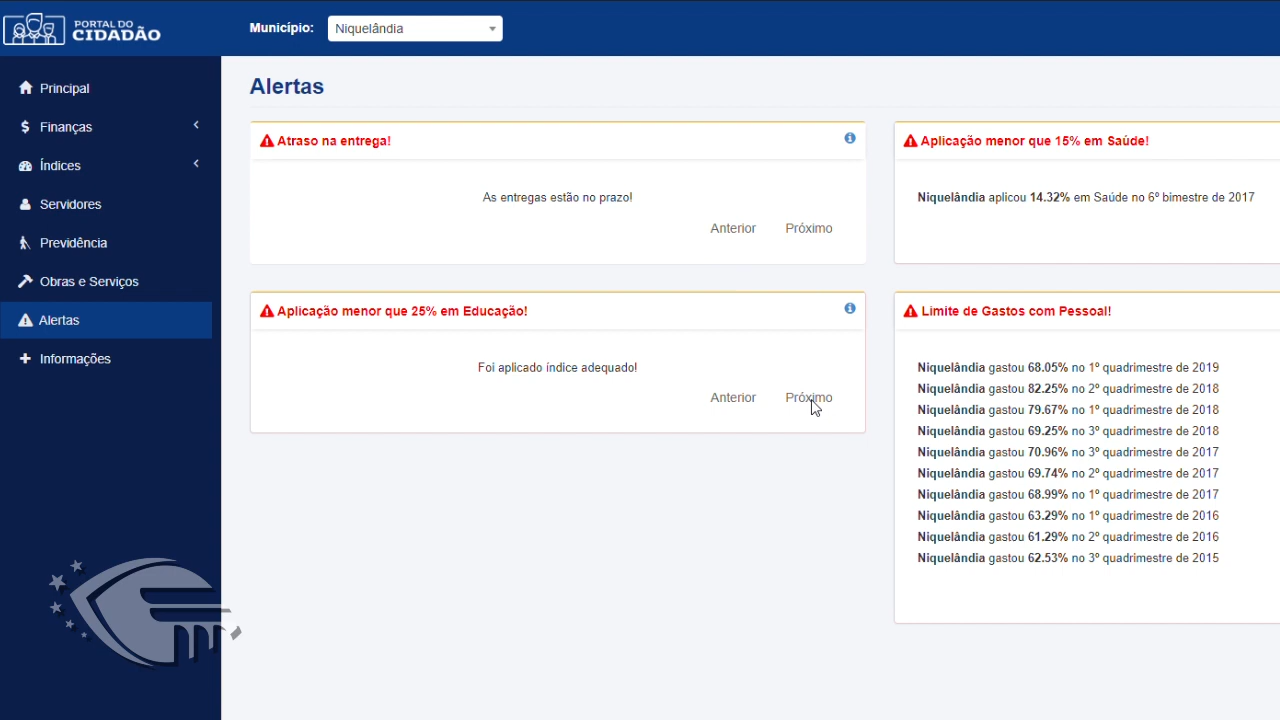 PORTAL DO
CIDADÃO
Município:
Niquelândia
Principal
Finanças
Índices
Servidores
Previdência
Obras e Serviços
Alertas
Informações
Alertas
Atraso na entrega!
As entregas estão no prazo!
Anterior Próximo
Aplicação menor que 15% em Saúde!
Niquelândia aplicou 14.32% em Saúde no 6º bimestre de 2017
Aplicação menor que 25% em Educação!
Foi aplicado índice adequado!
Anterior Próximo
Limite de Gastos com Pessoal!
Niquelândia gastou 68.05% no 1º quadrimestre de 2019
Niquelândia gastou 82.25% no 2º quadrimestre de 2018
Niquelândia gastou 79.67% no 1º quadrimestre de 2018
Niquelândia gastou 69.25% no 3º quadrimestre de 2018
Niquelândia gastou 70.96% no 3º quadrimestre de 2017
Niquelândia gastou 69.74% no 2º quadrimestre de 2017
Niquelândia gastou 68.99% no 1º quadrimestre de 2017
Niquelândia gastou 63.29% no 1º quadrimestre de 2016
Niquelândia gastou 61.29% no 2º quadrimestre de 2016
Niquelândia gastou 62.53% no 3º quadrimestre de 2015